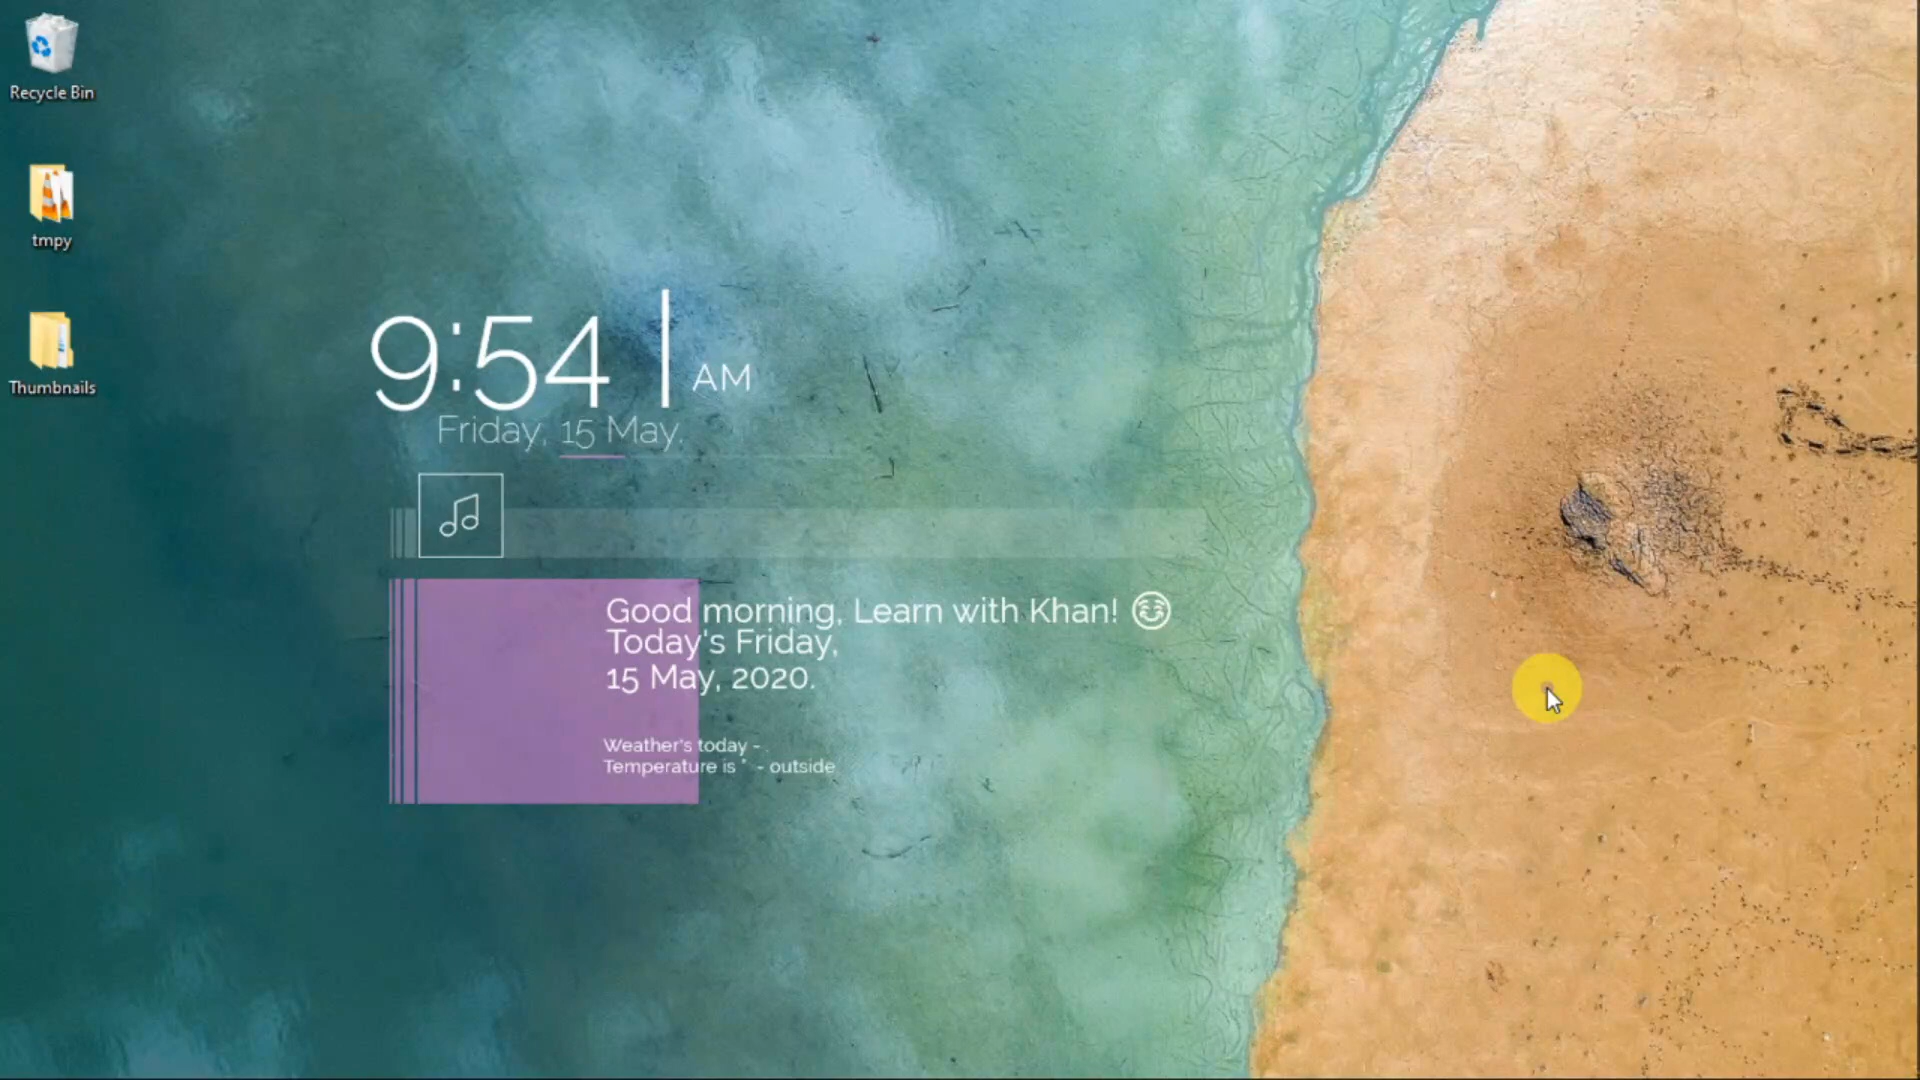 Recycle Bin
tmpy
Thumbnails
9:54 AM
Friday, 15 May.
Good morning, Learn with Khan! 😊
Today's Friday,
15 May, 2020.
Weather's today - .
Temperature is ° - outside